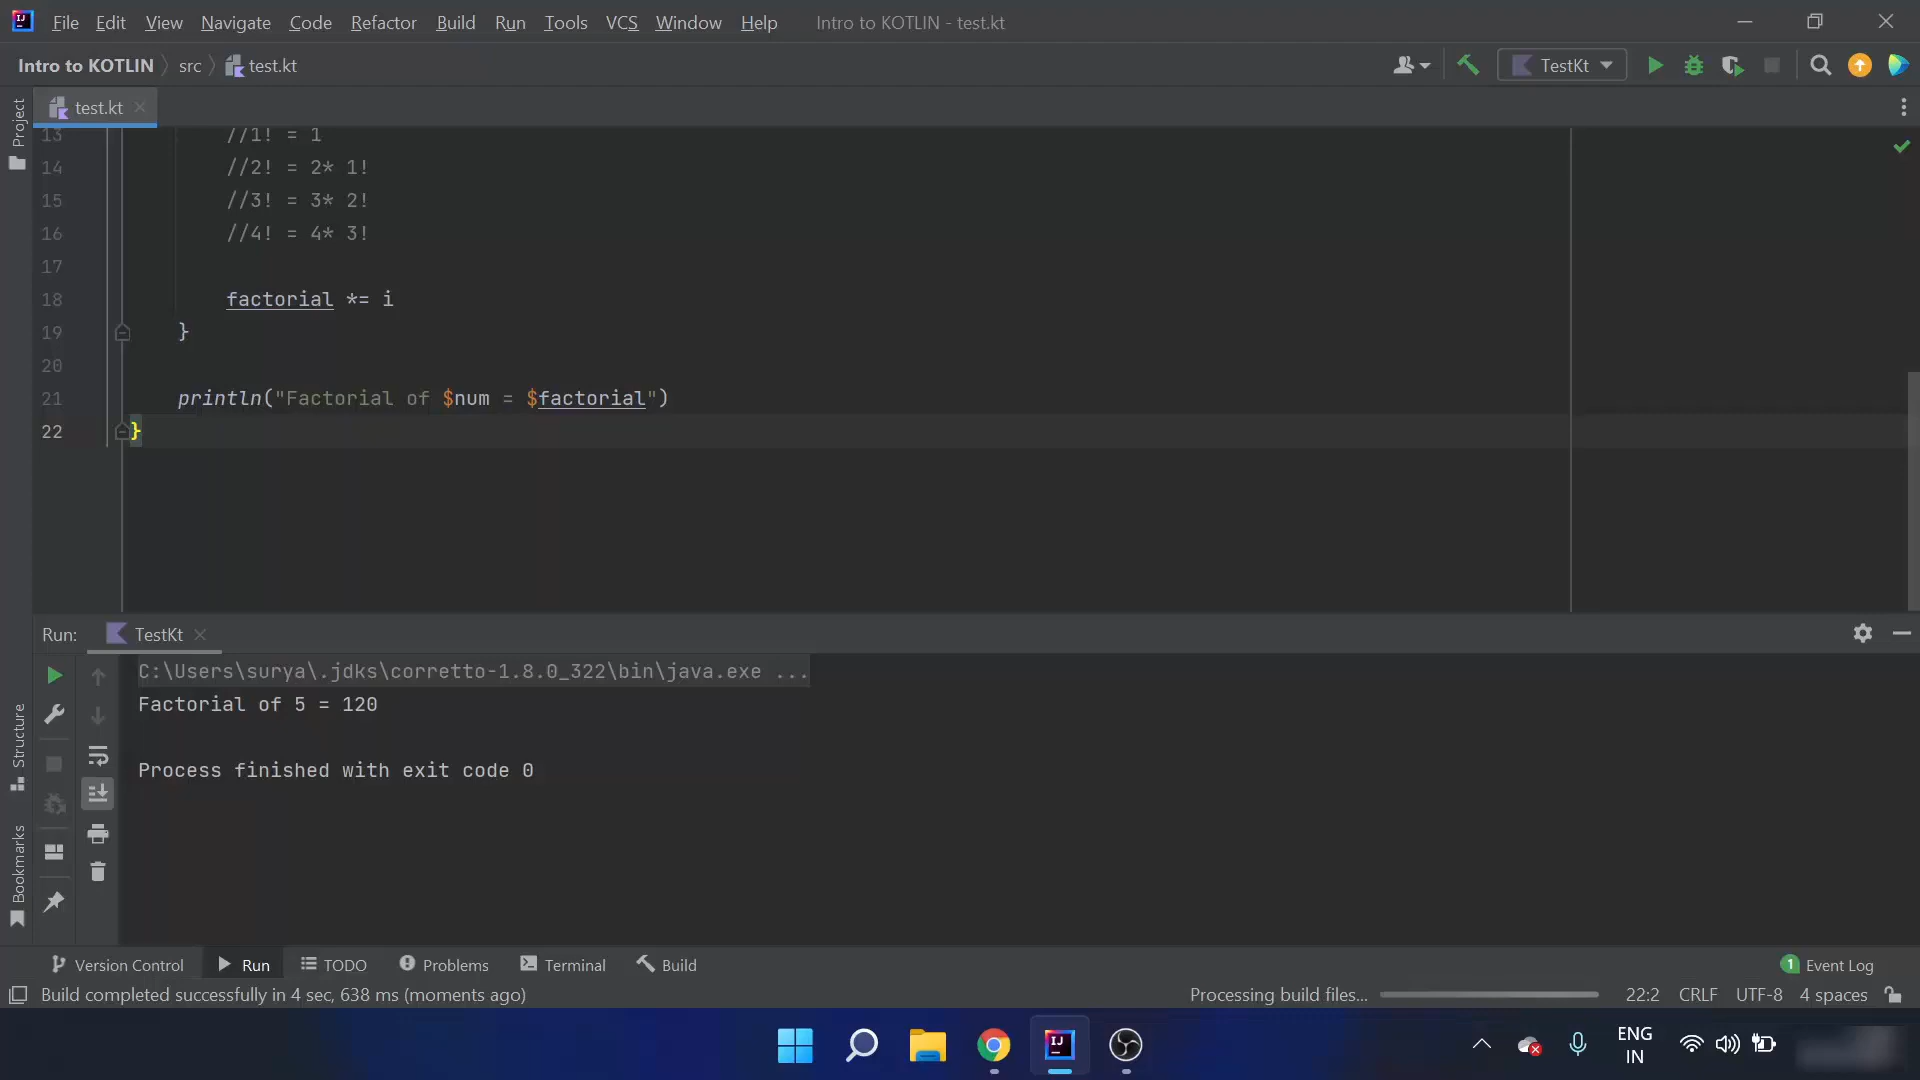 File Edit View Navigate Code Refactor Build Run Tools VCS Window Help Intro to KOTLIN - test.kt
Intro to KOTLIN src test.kt TestKt
Project
test.kt
13 //1! = 1
14 //2! = 2* 1!
15 //3! = 3* 2!
16 //4! = 4* 3!
17
18 factorial *= i
19 }
20
21 println("Factorial of $num = $factorial")
22 }
Run: TestKt
C:\Users\surya\.jdks\corretto-1.8.0_322\bin\java.exe ...
Factorial of 5 = 120
Process finished with exit code 0
Structure
Bookmarks
Version Control Run TODO Problems Terminal Build 1 Event Log
Build completed successfully in 4 sec, 638 ms (moments ago) Processing build files... 22:2 CRLF UTF-8 4 spaces
ENG
IN